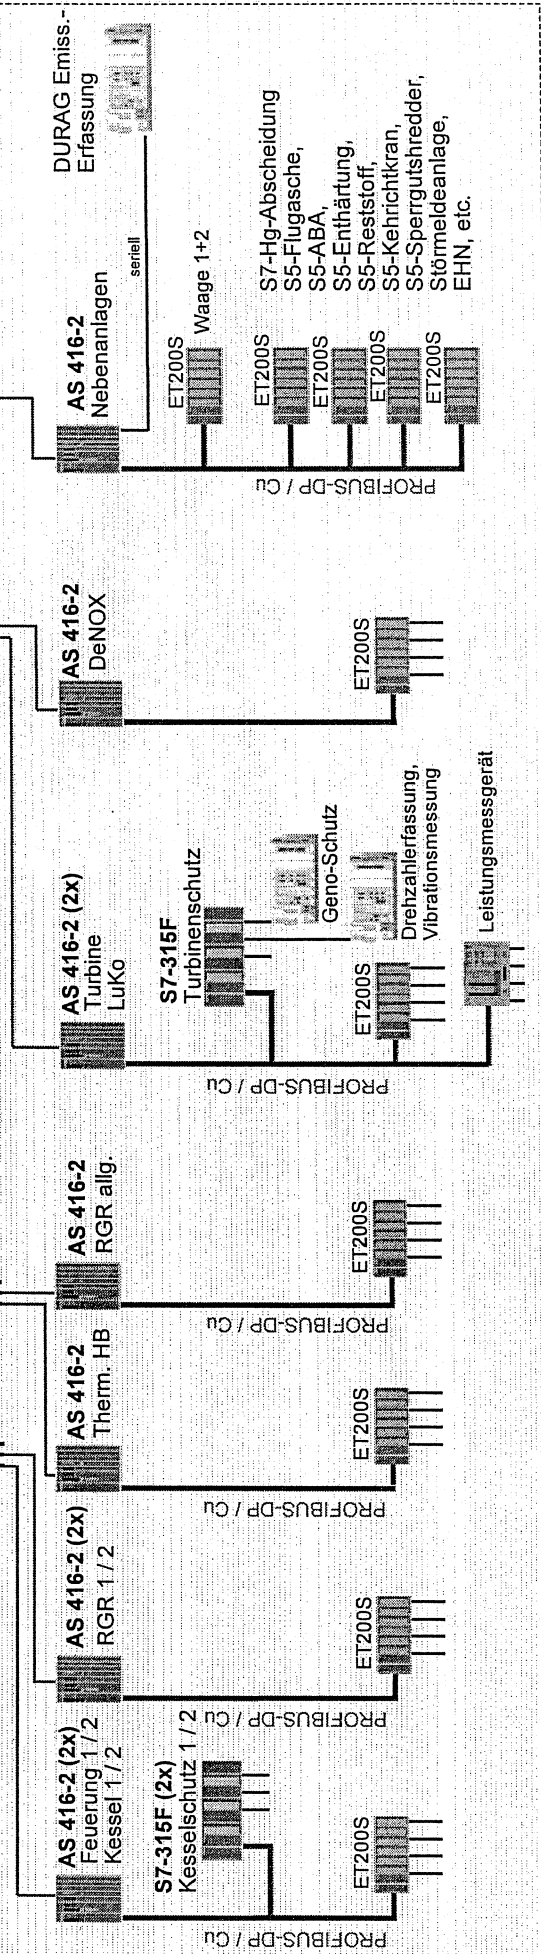 AS 416-2 (2x)
Feuerung 1 / 2
Kessel 1 / 2
S7-315F (2x)
Kesselschutz 1 / 2
ET200S
PROFIBUS-DP / Cu
AS 416-2 (2x)
RGR 1 / 2
ET200S
PROFIBUS-DP / Cu
AS 416-2
Therm. HB
ET200S
PROFIBUS-DP / Cu
AS 416-2
RGR allg.
ET200S
PROFIBUS-DP / Cu
AS 416-2 (2x)
Turbine
LuKo
S7-315F
Turbinenschutz
Geno-Schutz
Drehzahlerfassung,
Vibrationsmessung
ET200S
Leistungsmessgerät
PROFIBUS-DP / Cu
AS 416-2
DeNOX
ET200S
AS 416-2
Nebenanlagen
DURAG Emiss.-
Erfassung
seriell
ET200S
Waage 1+2
ET200S
ET200S
ET200S
ET200S
S7-Hg-Abscheidung
S5-Flugasche,
S5-ABA,
S5-Enthärtung,
S5-Reststoff,
S5-Kehrichtkran,
S5-Sperrgutshredder,
Störmeldeanlage,
EHN, etc.
PROFIBUS-DP / Cu